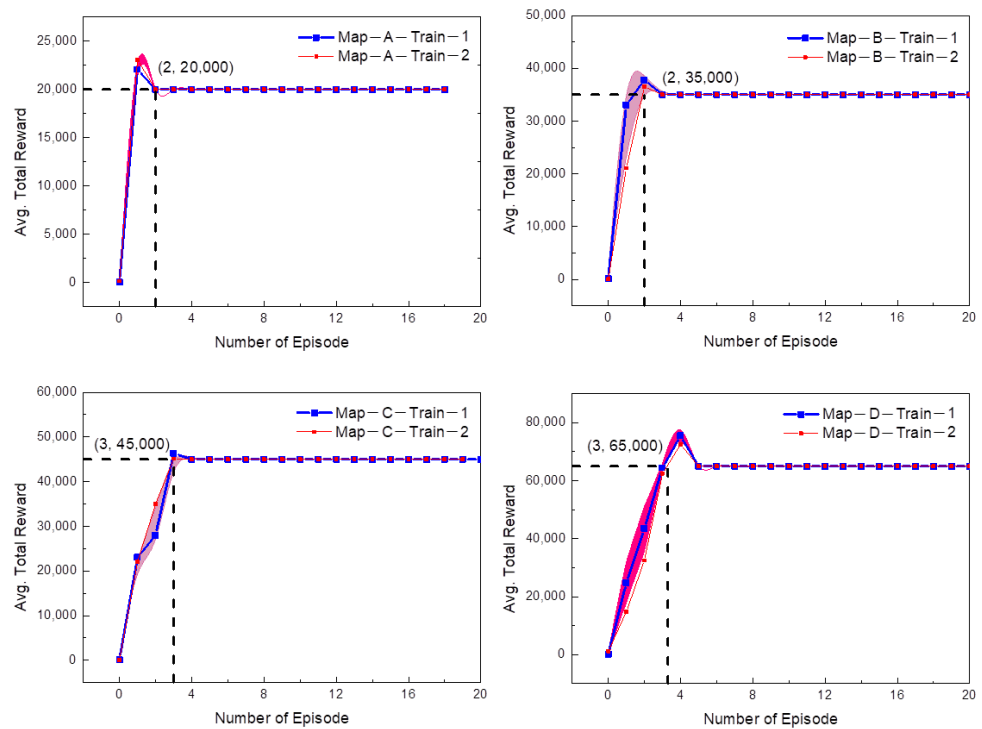 25,000
20,000
15,000
10,000
5,000
0
Avg. Total Reward
Map—A—Train—1
Map—A—Train—2
(2, 20,000)
0 4 8 12 16 20
Number of Episode
50,000
40,000
30,000
20,000
10,000
0
Avg. Total Reward
Map—B—Train—1
Map—B—Train—2
(2, 35,000)
0 4 8 12 16 20
Number of Episode
60,000
50,000
40,000
30,000
20,000
10,000
0
Avg. Total Reward
Map—C—Train—1
Map—C—Train—2
(3, 45,000)
0 4 8 12 16 20
Number of Episode
80,000
60,000
40,000
20,000
0
Avg. Total Reward
Map—D—Train—1
Map—D—Train—2
(3, 65,000)
0 4 8 12 16 20
Number of Episode